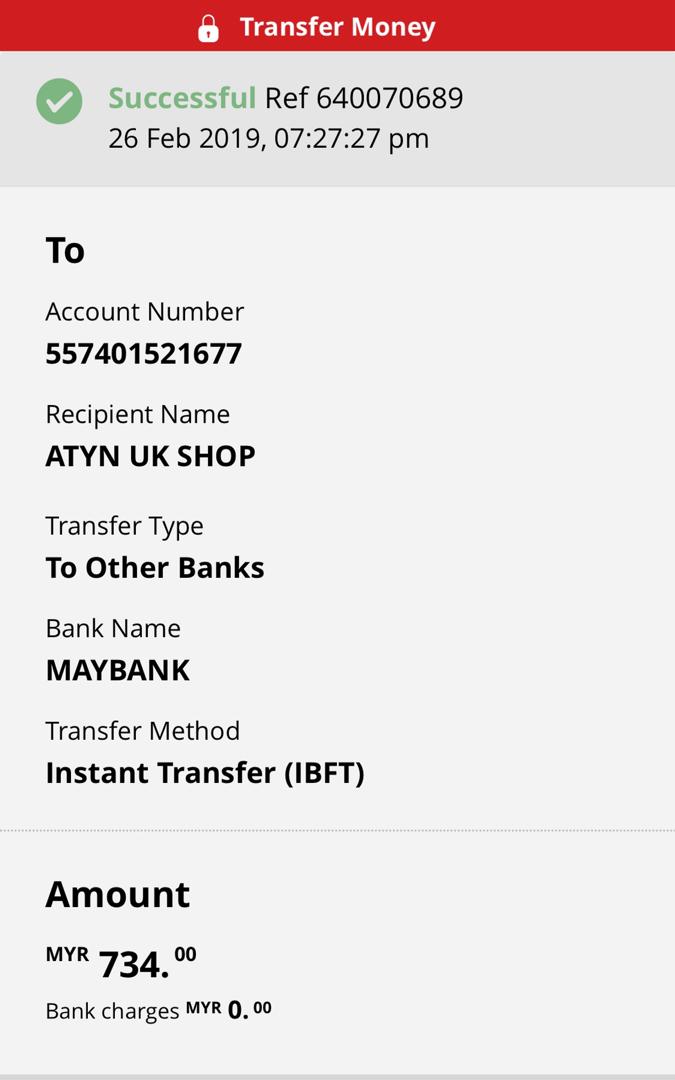 Transfer Money
Successful Ref 640070689
26 Feb 2019, 07:27:27 pm
To
Account Number
557401521677
Recipient Name
ATYN UK SHOP
Transfer Type
To Other Banks
Bank Name
MAYBANK
Transfer Method
Instant Transfer (IBFT)
Amount
MYR 734.00
Bank charges MYR 0.00